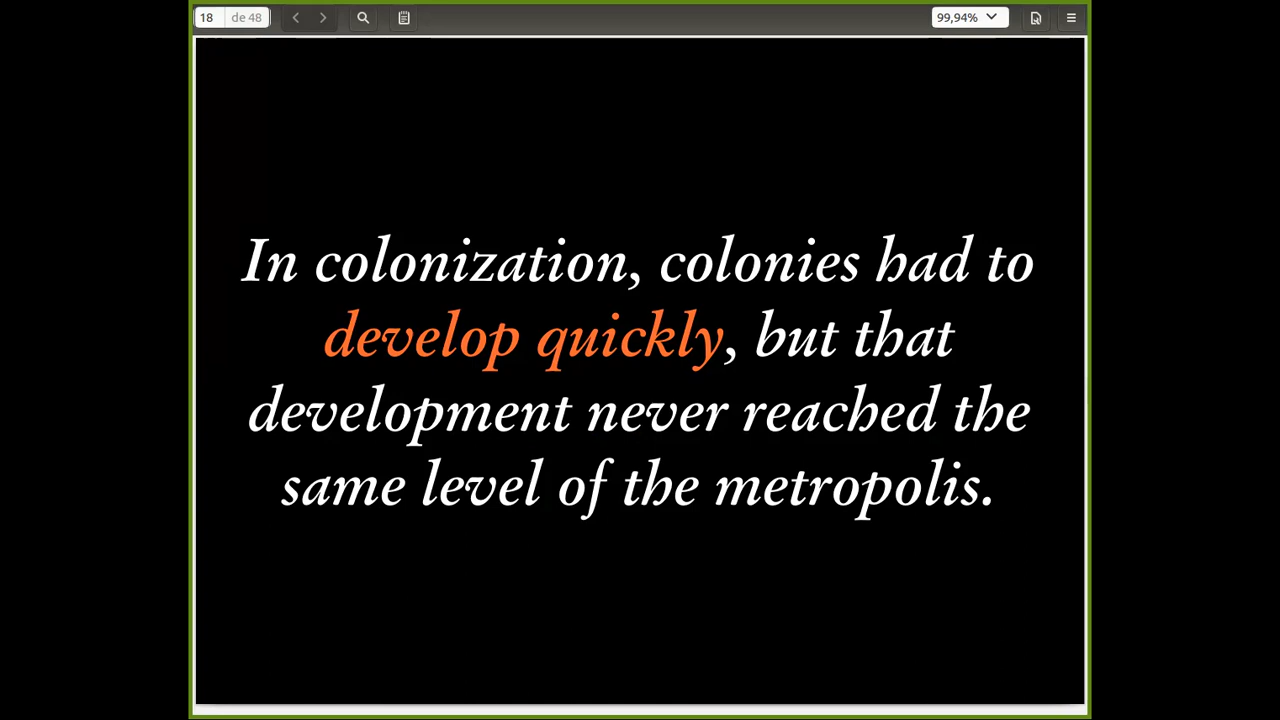 18 de 48 99,94%
In colonization, colonies had to
develop quickly, but that
development never reached the
same level of the metropolis.